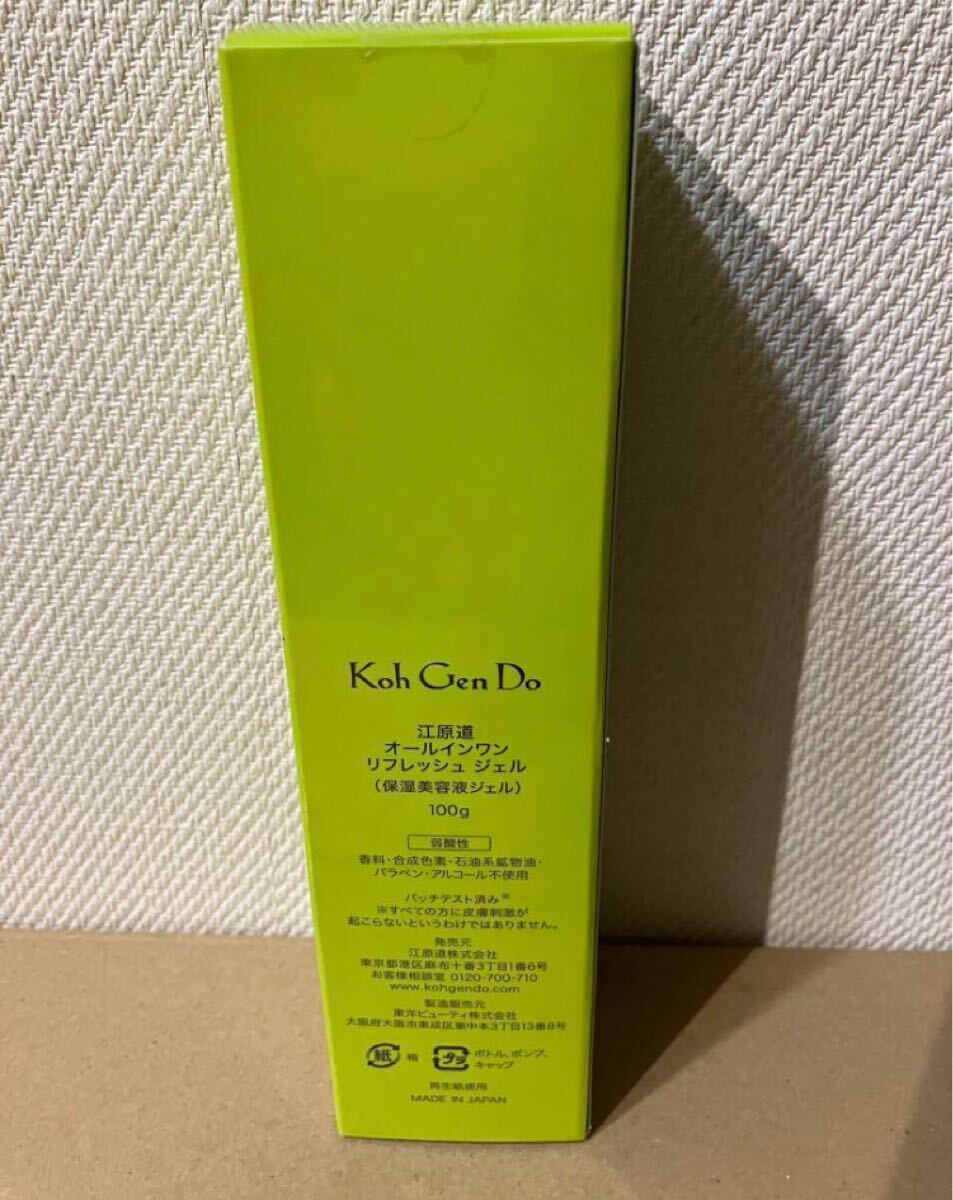 Koh Gen Do
江原道
オールインワン
リフレッシュ ジェル
（保湿美容液ジェル）
100g
弱酸性
香料・合成色素・石油系鉱物油・
パラベン・アルコール不使用
パッチテスト済み※
※すべての方に皮膚刺激が
起こらないというわけではありません。
発売元
江原道株式会社
東京都港区麻布十番3丁目1番6号
お客様相談室 0120-700-710
www.kohgendo.com
製造販売元
東洋ビューティ株式会社
大阪府大阪市東成区東中本3丁目13番8号
紙 箱
プラ ボトル、ポンプ、
キャップ
再生紙使用
MADE IN JAPAN